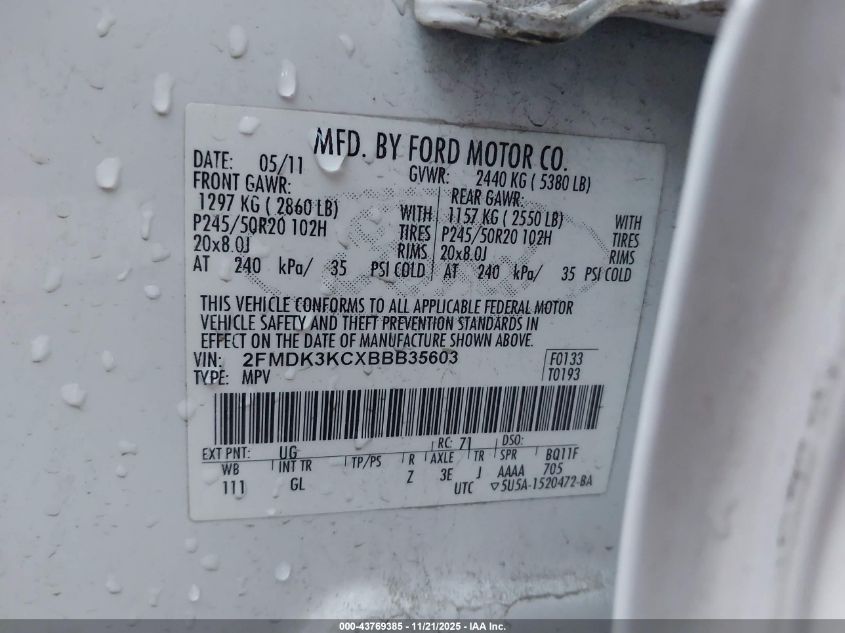 MFD. BY FORD MOTOR CO.
DATE: 05/11 GVWR: 2440 KG ( 5380 LB)
FRONT GAWR: REAR GAWR:
1297 KG ( 2860 LB) WITH 1157 KG ( 2550 LB) WITH
P245/50R20 102H TIRES P245/50R20 102H TIRES
20x8.0J RIMS 20x8.0J RIMS
AT 240 kPa/ 35 PSI COLD AT 240 kPa/ 35 PSI COLD
THIS VEHICLE CONFORMS TO ALL APPLICABLE FEDERAL MOTOR
VEHICLE SAFETY AND THEFT PREVENTION STANDARDS IN
EFFECT ON THE DATE OF MANUFACTURE SHOWN ABOVE.
VIN: 2FMDK3KCXBBB35603 F0133
TYPE: MPV T0193
EXT PNT: UG RC: 71 DSO:
WB INT TR TP/PS R AXLE TR SPR BQ11F
111 GL Z 3E J AAAA 705
UTC ▽5U5A-1520472-BA
000-43769385 - 11/21/2025 - IAA Inc.